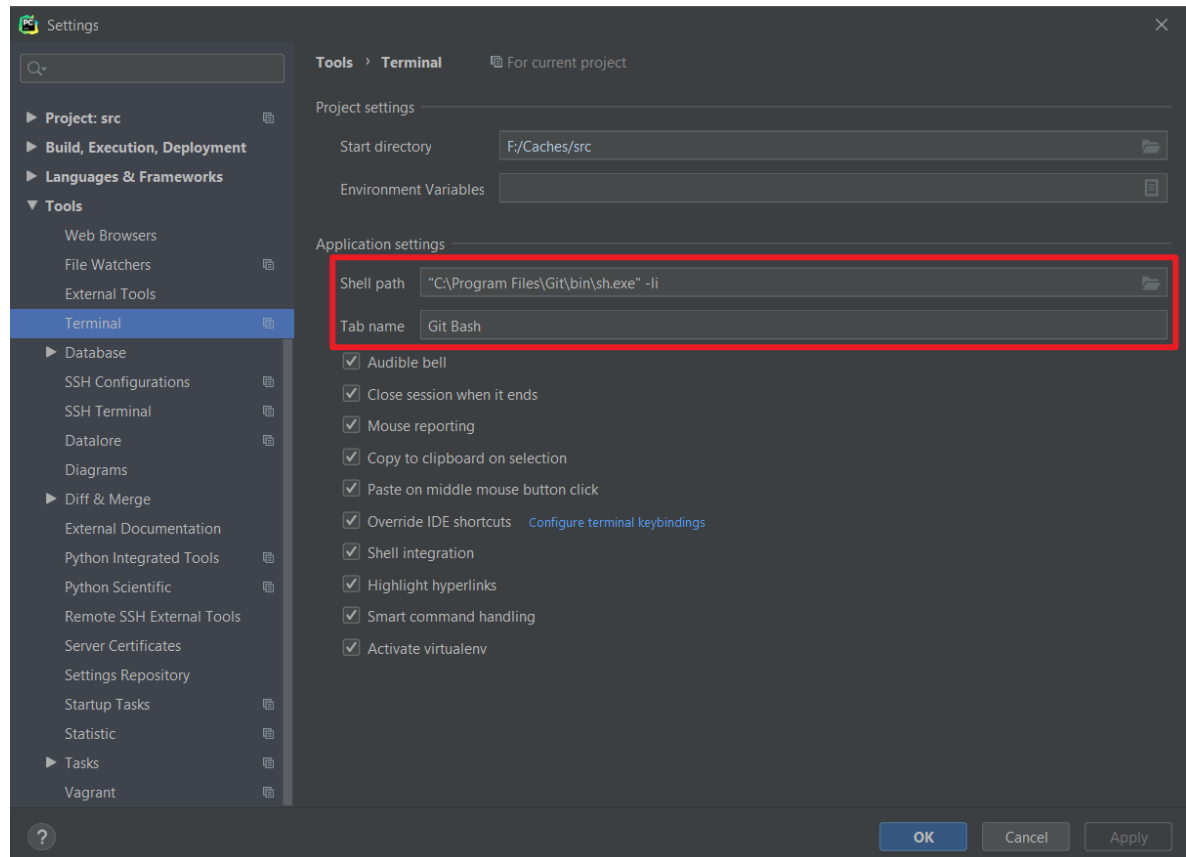 Settings
Tools › Terminal For current project
Project: src
Build, Execution, Deployment
Languages & Frameworks
Tools
Web Browsers
File Watchers
External Tools
Terminal
Database
SSH Configurations
SSH Terminal
Datalore
Diagrams
Diff & Merge
External Documentation
Python Integrated Tools
Python Scientific
Remote SSH External Tools
Server Certificates
Settings Repository
Startup Tasks
Statistic
Tasks
Vagrant
Project settings
Start directory F:/Caches/src
Environment Variables
Application settings
Shell path "C:\Program Files\Git\bin\sh.exe" -li
Tab name Git Bash
Audible bell
Close session when it ends
Mouse reporting
Copy to clipboard on selection
Paste on middle mouse button click
Override IDE shortcuts Configure terminal keybindings
Shell integration
Highlight hyperlinks
Smart command handling
Activate virtualenv
? OK Cancel Apply